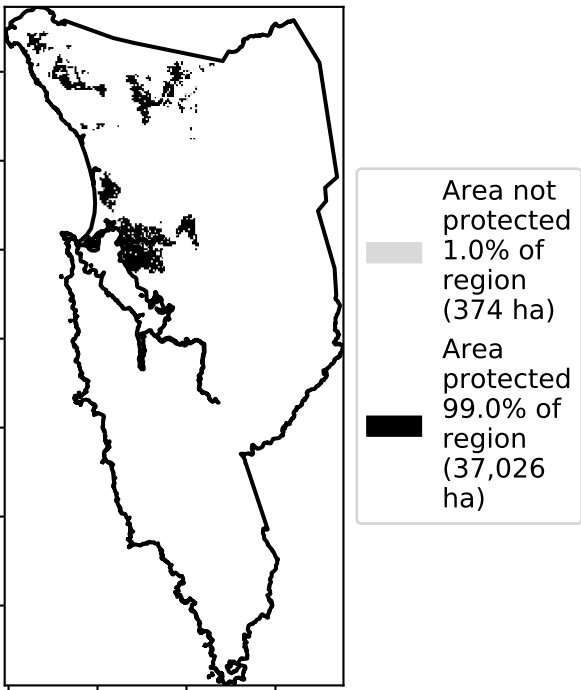 Area not
protected
1.0% of
region
(374 ha)
Area
protected
99.0% of
region
(37,026
ha)